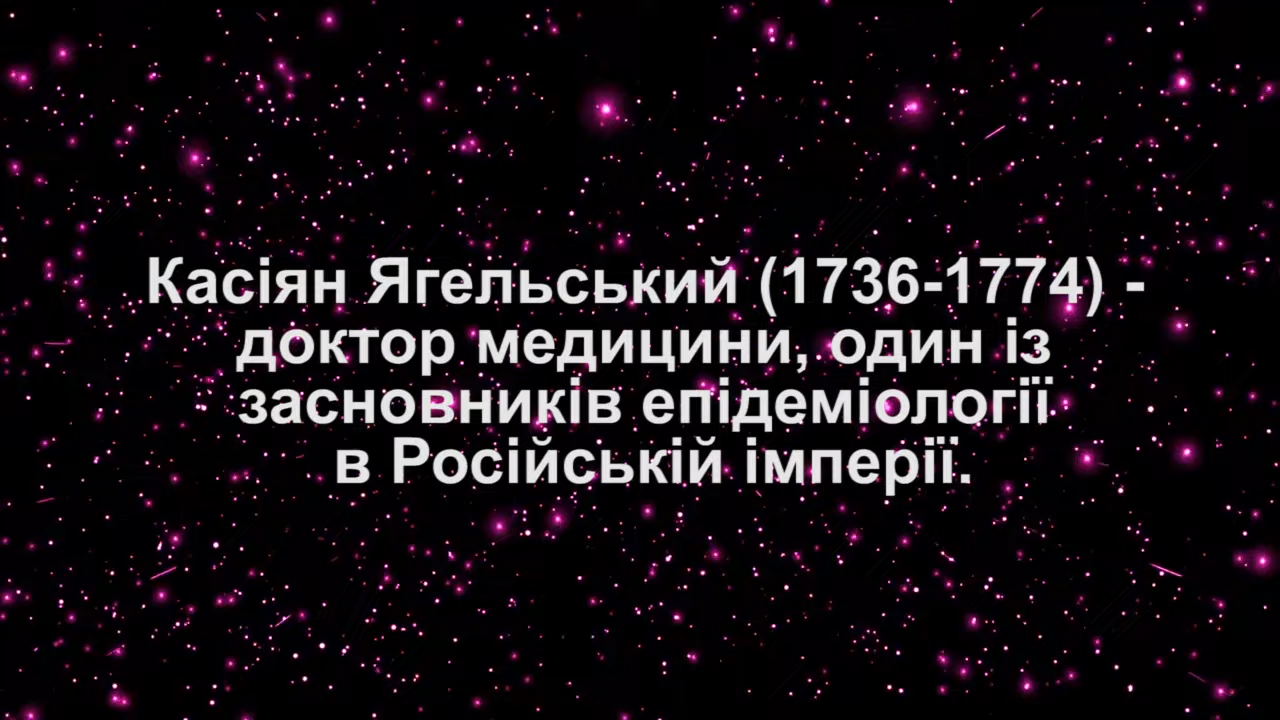 Касіян Ягельський (1736-1774) -
доктор медицини, один із
засновників епідеміології
в Російській імперії.